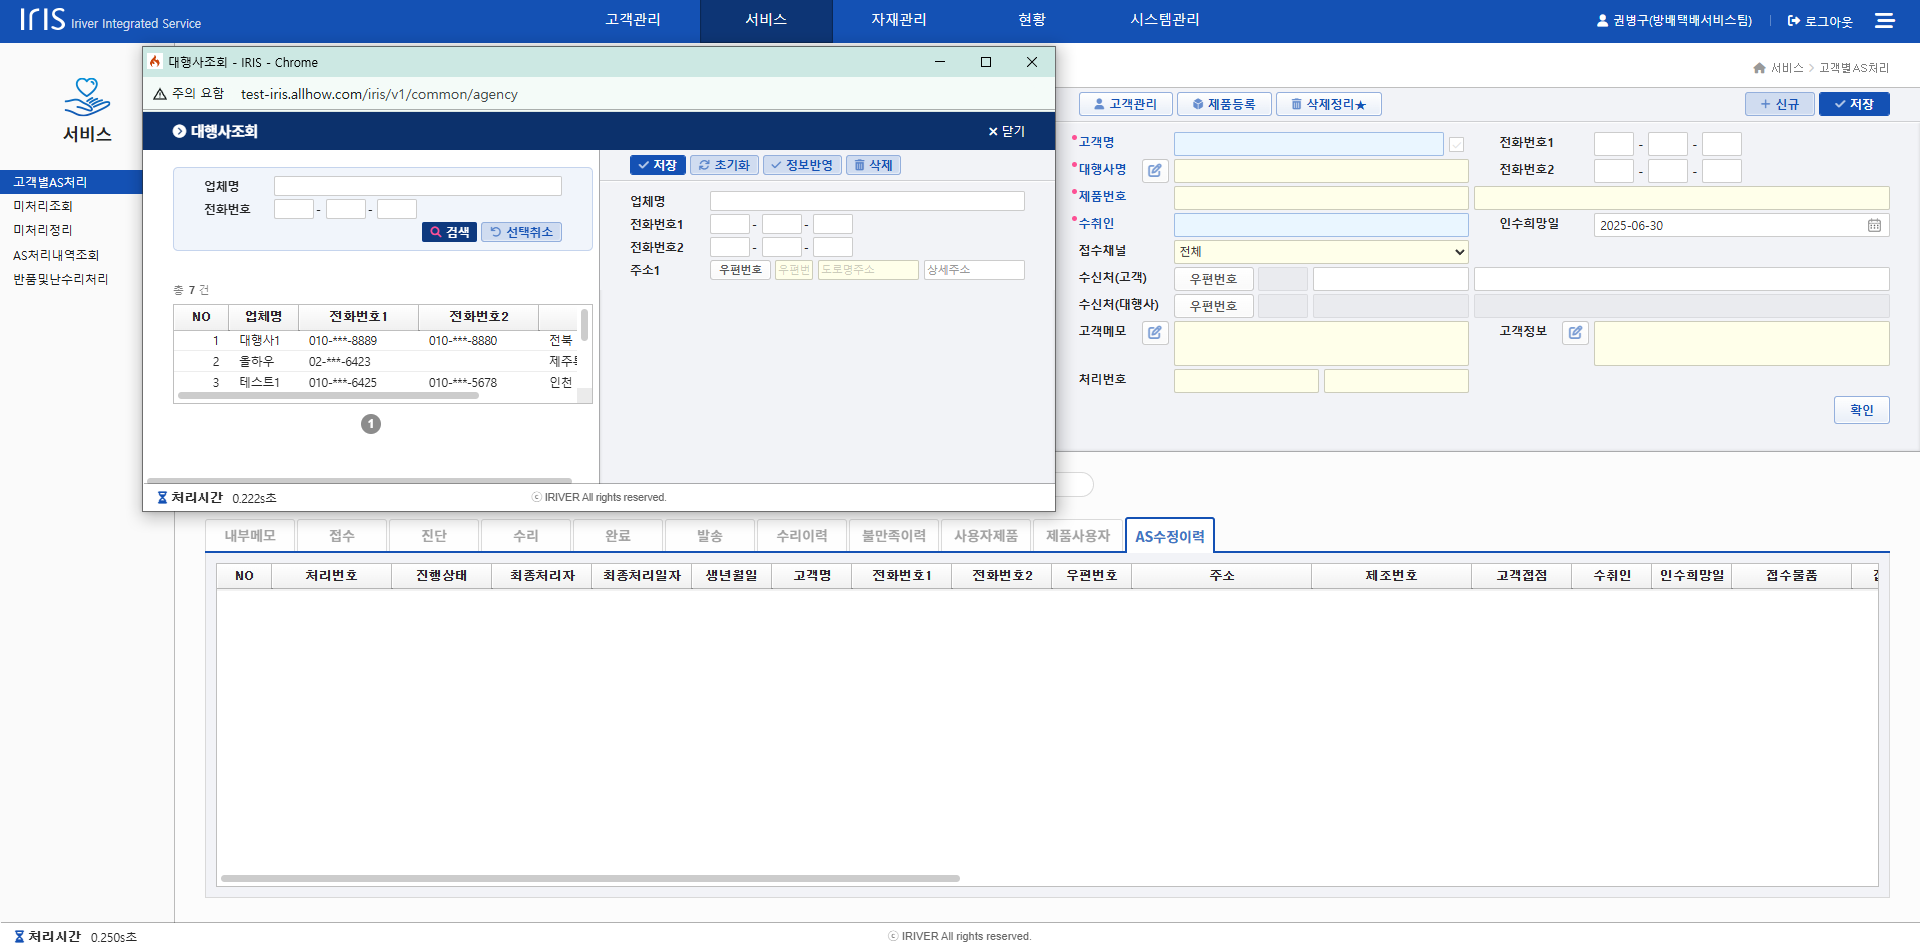 IRIS Iriver Integrated Service
고객관리 서비스 자재관리 현황 시스템관리
권병구(방배택배서비스팀) 로그아웃
서비스 > 고객별AS처리
서비스
고객별AS처리
미처리조회
미처리정리
AS처리내역조회
반품및난수리처리
대행사조회 - IRIS - Chrome
주의 요함 test-iris.allhow.com/iris/v1/common/agency
대행사조회 × 닫기
업체명
전화번호 - -
검색 선택취소
총 7 건
NO 업체명 전화번호1 전화번호2
1 대행사1 010-***-8889 010-***-8880 전북
2 올하우 02-***-6423 제주특
3 테스트1 010-***-6425 010-***-5678 인천
1
저장 초기화 정보반영 삭제
업체명
전화번호1 - -
전화번호2 - -
주소1 우편번호 우편번 도로명주소 상세주소
처리시간 0.222s초
ⓒ IRIVER All rights reserved.
고객관리 제품등록 삭제정리★
+ 신규 저장
*고객명 전화번호1 - -
*대행사명 전화번호2 - -
*제품번호
*수취인 인수희망일 2025-06-30
접수채널 전체
수신처(고객) 우편번호
수신처(대행사) 우편번호
고객메모 고객정보
처리번호
확인
내부메모 접수 진단 수리 완료 발송 수리이력 불만족이력 사용자제품 제품사용자 AS수정이력
NO 처리번호 진행상태 최종처리자 최종처리일자 생년월일 고객명 전화번호1 전화번호2 우편번호 주소 제조번호 고객접점 수취인 인수희망일 접수물품
처리시간 0.250s초
ⓒ IRIVER All rights reserved.